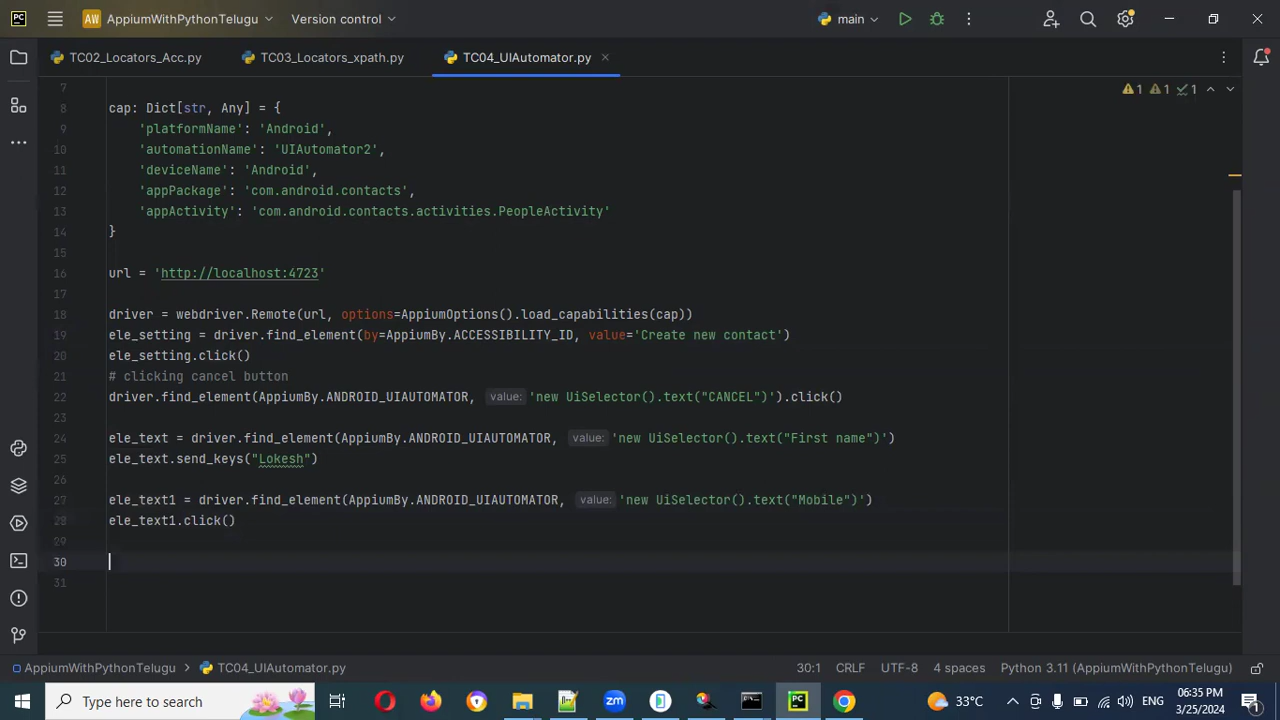 AW AppiumWithPythonTelugu Version control main
TC02_Locators_Acc.py TC03_Locators_xpath.py TC04_UIAutomator.py
7
1 1 1
8 cap: Dict[str, Any] = {
9 'platformName': 'Android',
10 'automationName': 'UIAutomator2',
11 'deviceName': 'Android',
12 'appPackage': 'com.android.contacts',
13 'appActivity': 'com.android.contacts.activities.PeopleActivity'
14 }
15
16 url = 'http://localhost:4723'
17
18 driver = webdriver.Remote(url, options=AppiumOptions().load_capabilities(cap))
19 ele_setting = driver.find_element(by=AppiumBy.ACCESSIBILITY_ID, value='Create new contact')
20 ele_setting.click()
21 # clicking cancel button
22 driver.find_element(AppiumBy.ANDROID_UIAUTOMATOR, value: 'new UiSelector().text("CANCEL")').click()
23
24 ele_text = driver.find_element(AppiumBy.ANDROID_UIAUTOMATOR, value: 'new UiSelector().text("First name")')
25 ele_text.send_keys("Lokesh")
26
27 ele_text1 = driver.find_element(AppiumBy.ANDROID_UIAUTOMATOR, value: 'new UiSelector().text("Mobile")')
28 ele_text1.click()
29
30
31
AppiumWithPythonTelugu TC04_UIAutomator.py 30:1 CRLF UTF-8 4 spaces Python 3.11 (AppiumWithPythonTelugu)
Type here to search 33°C ENG 06:35 PM
3/25/2024 1